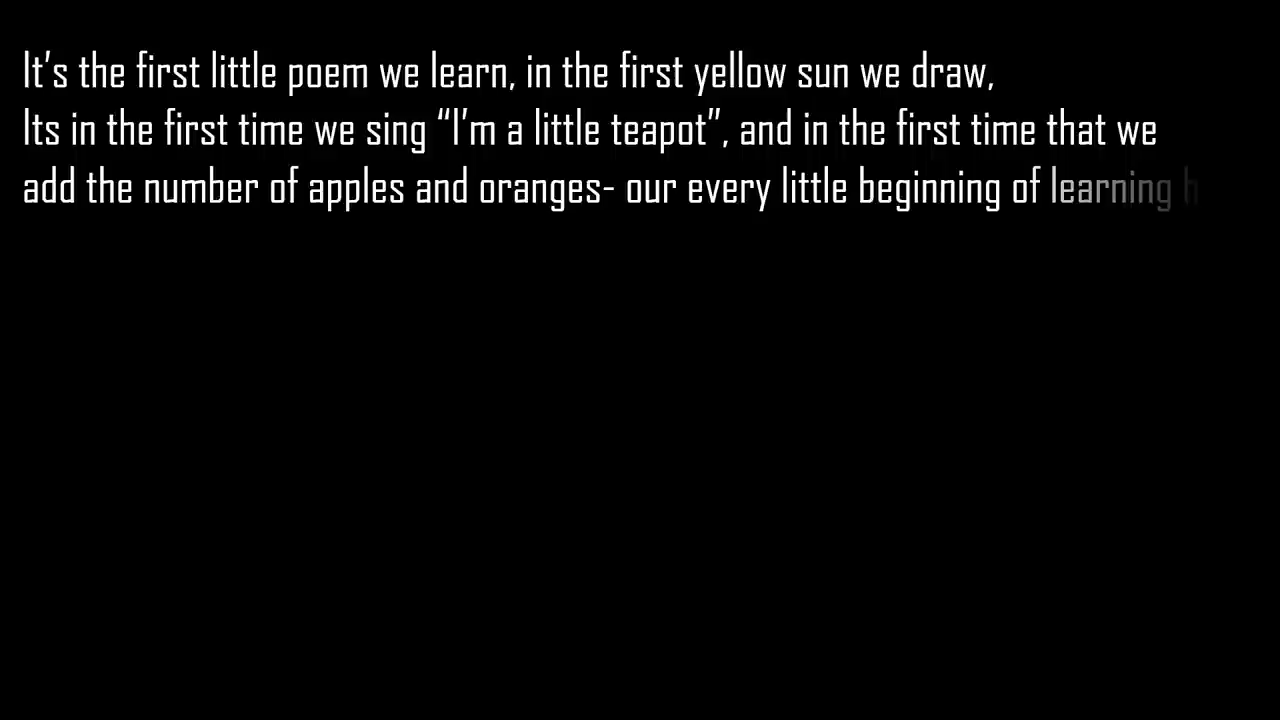 It’s the first little poem we learn, in the first yellow sun we draw,
Its in the first time we sing “I’m a little teapot”, and in the first time that we
add the number of apples and oranges- our every little beginning of learning